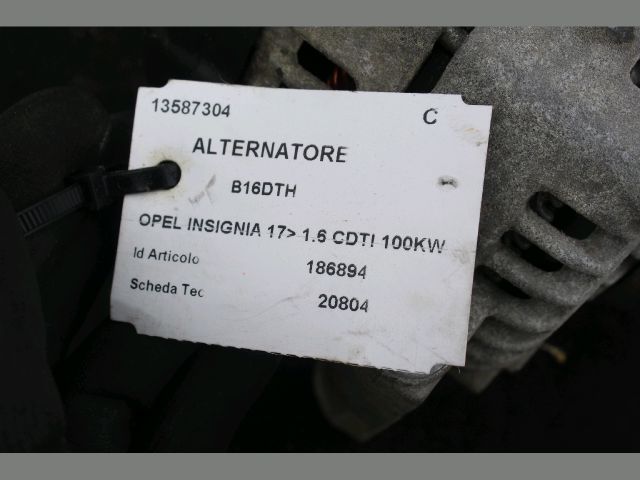 13587304 C
ALTERNATORE
B16DTH
OPEL INSIGNIA 17> 1.6 CDTI 100KW
Id Articolo 186894
Scheda Tec 20804